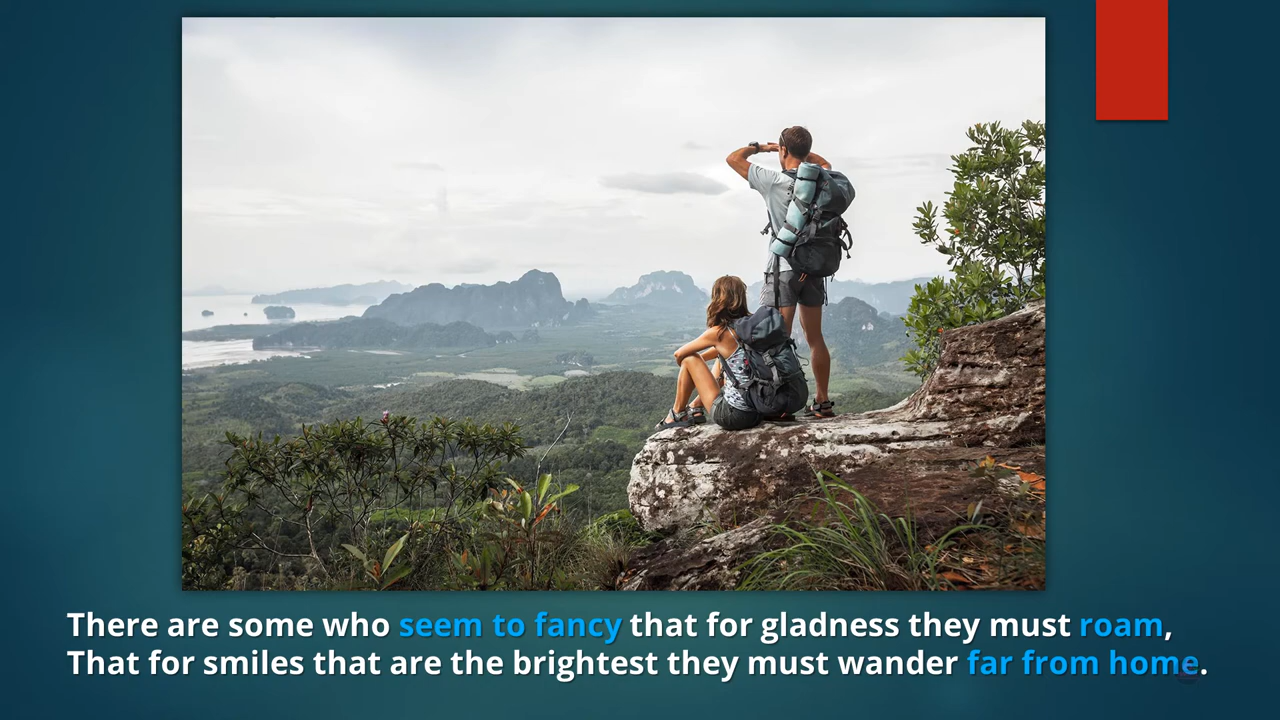 There are some who seem to fancy that for gladness they must roam,
That for smiles that are the brightest they must wander far from home.